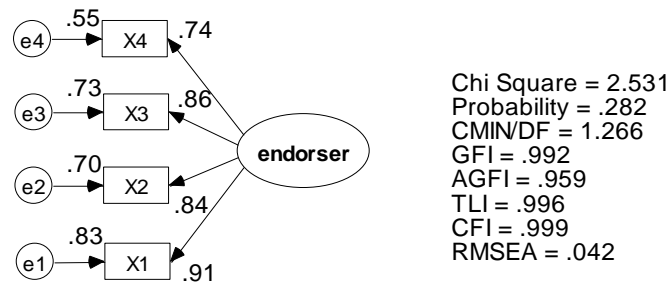 .55
.74
e4
X4
.73
.86
e3
X3
endorser
.70
e2
X2
.84
.83
e1
X1
.91
Chi Square = 2.531
Probability = .282
CMIN/DF = 1.266
GFI = .992
AGFI = .959
TLI = .996
CFI = .999
RMSEA = .042